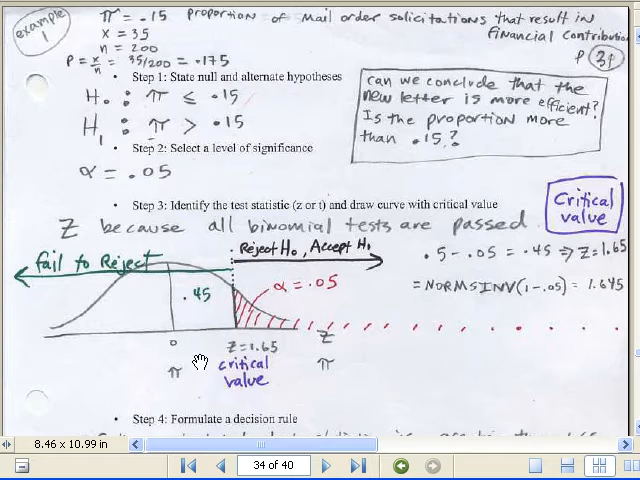 example 1
π = .15 proportion of Mail order solicitations that result in
Financial Contribution
x = 35
n = 200
P = x/n = 35/200 = .175
P 38
• Step 1: State null and alternate hypotheses
H₀ : π ≤ .15
H₁ : π > .15
can we conclude that the
new letter is more efficient?
Is the proportion more
than .15?
• Step 2: Select a level of significance
α = .05
• Step 3: Identify the test statistic (z or t) and draw curve with critical value
Critical
value
Z because all binomial tests are passed
Fail to Reject
Reject H₀, Accept H₁
.5 - .05 = .45 ⇒ Z = 1.65
.45
α = .05
= NORMSINV(1-.05) = 1.645
0
Z = 1.65
Z
π
critical
value
π
• Step 4: Formulate a decision rule
8.46 x 10.99 in
34 of 40